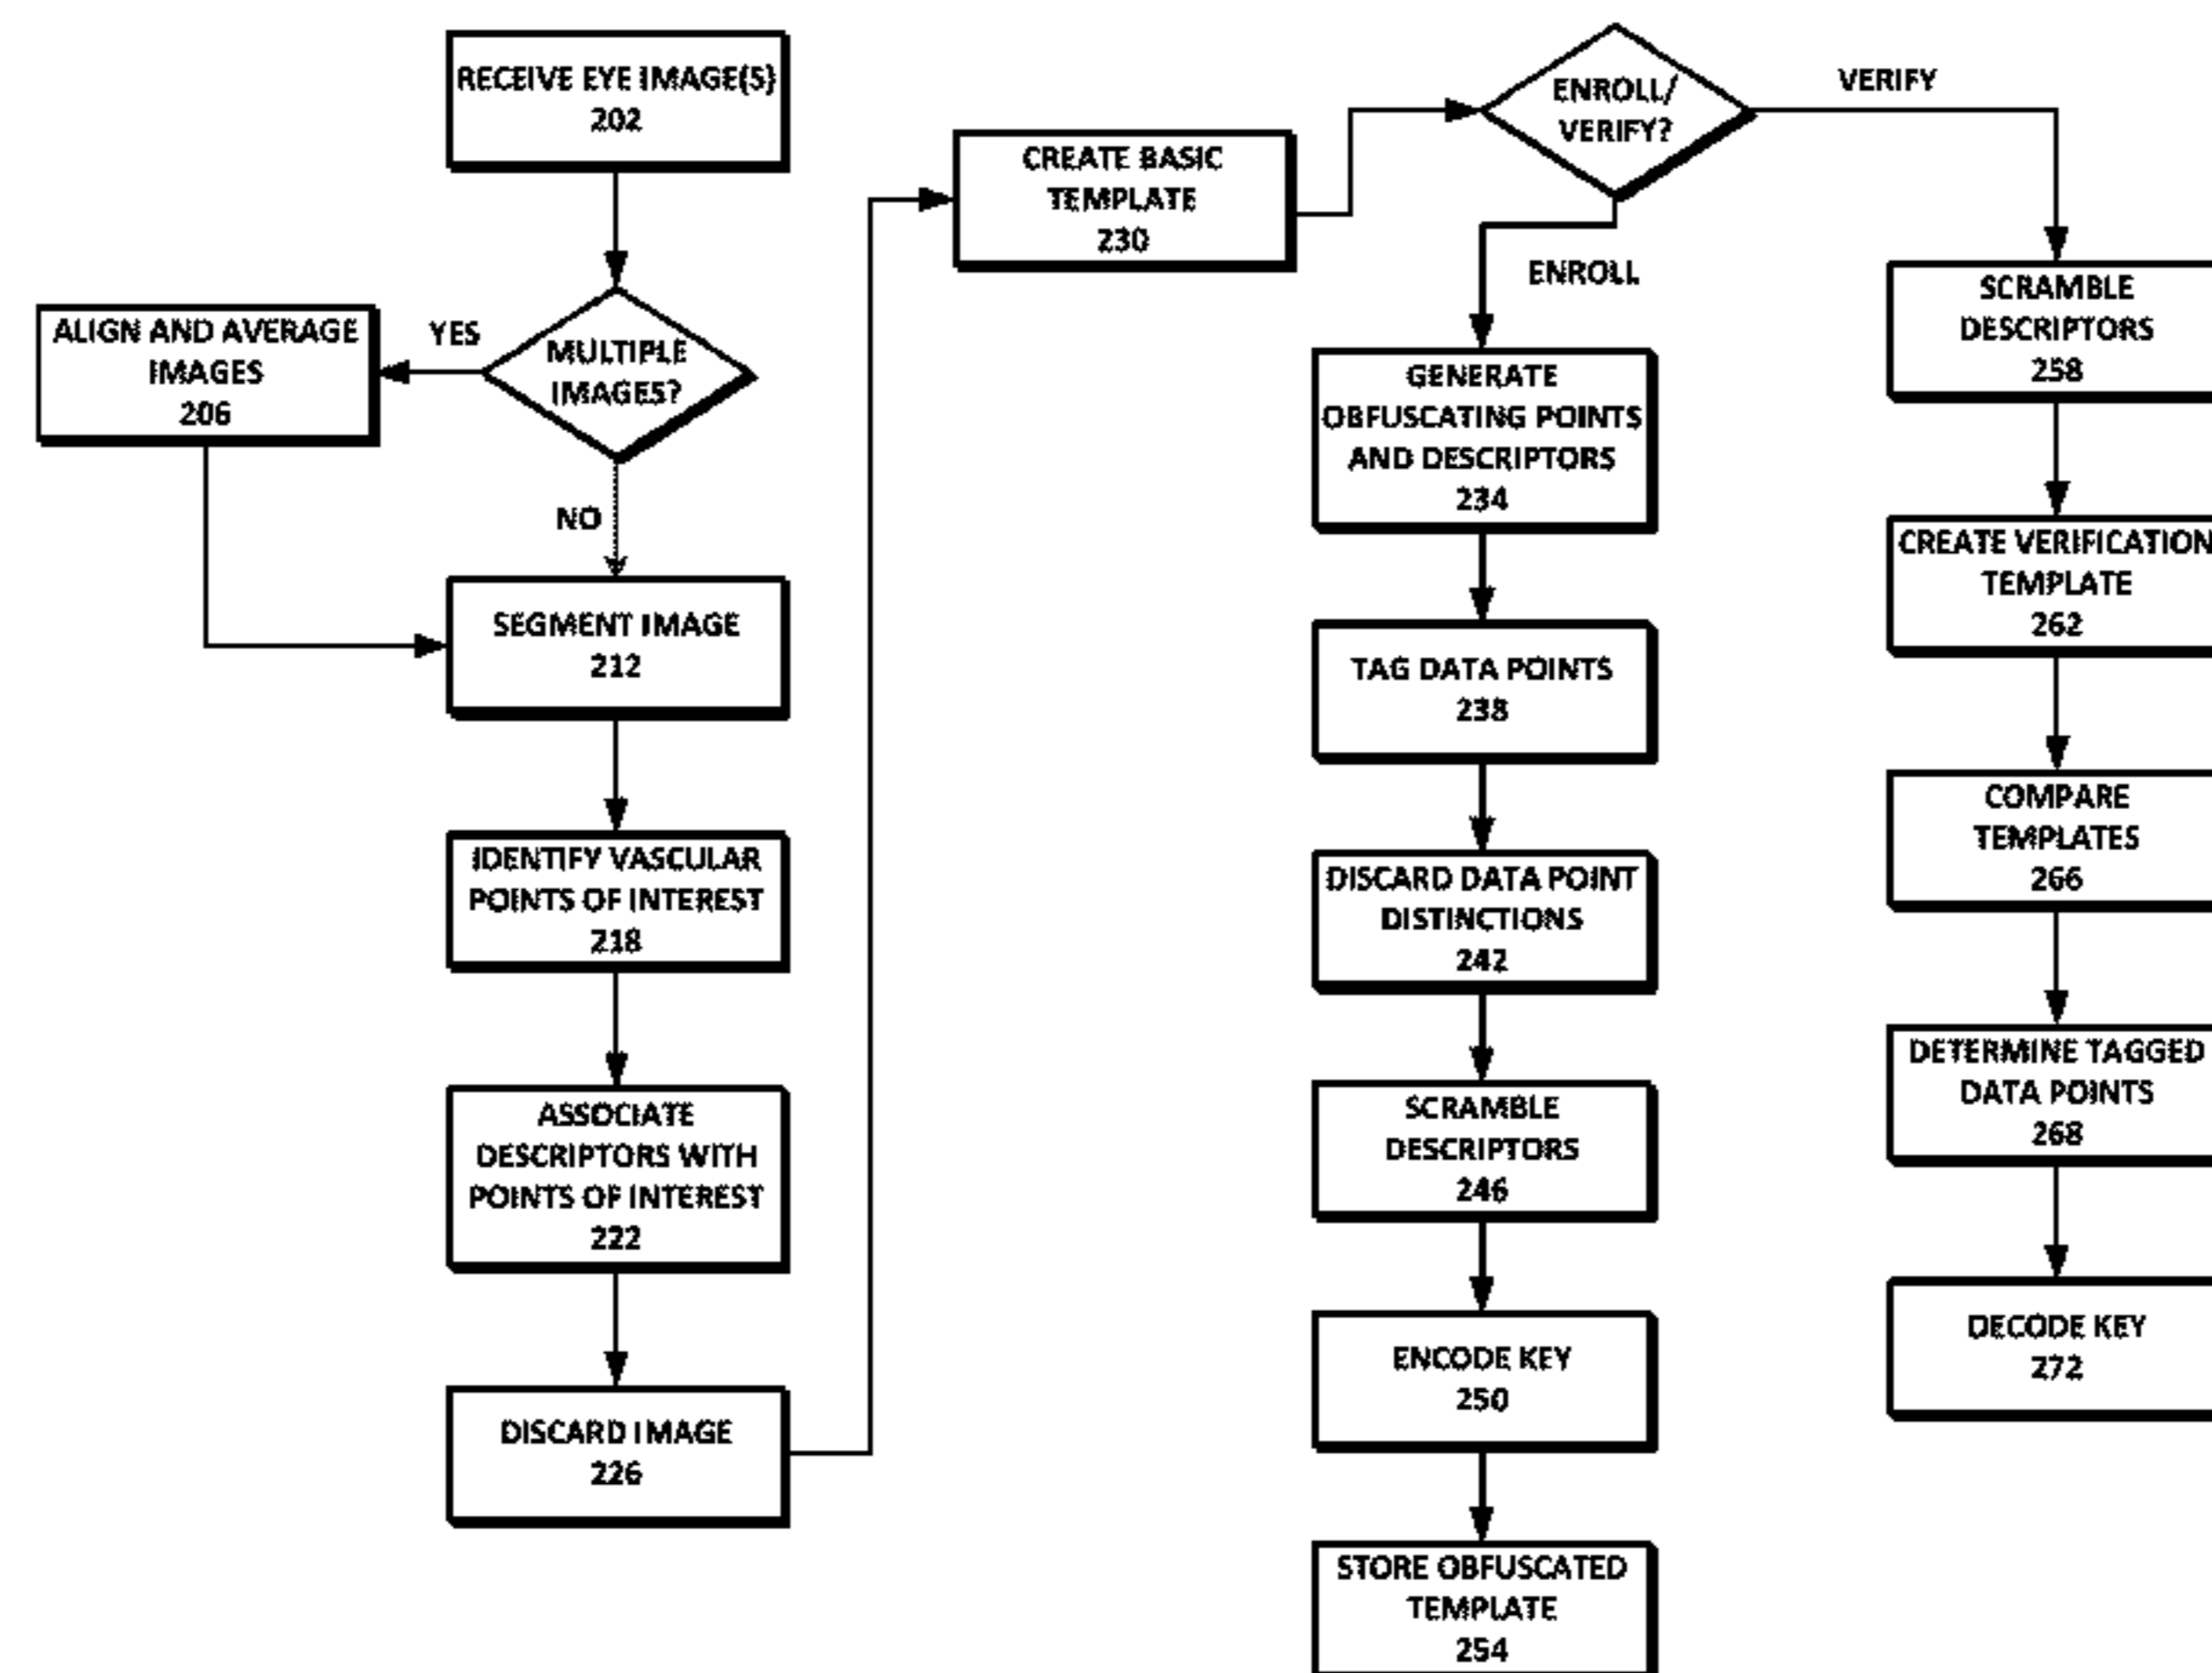 RECEIVE EYE IMAGE(S)
202
MULTIPLE
IMAGES?
YES
ALIGN AND AVERAGE
IMAGES
206
NO
SEGMENT IMAGE
212
IDENTIFY VASCULAR
POINTS OF INTEREST
218
ASSOCIATE
DESCRIPTORS WITH
POINTS OF INTEREST
222
DISCARD IMAGE
226
CREATE BASIC
TEMPLATE
230
ENROLL/
VERIFY?
ENROLL
GENERATE
OBFUSCATING POINTS
AND DESCRIPTORS
234
TAG DATA POINTS
238
DISCARD DATA POINT
DISTINCTIONS
242
SCRAMBLE
DESCRIPTORS
246
ENCODE KEY
250
STORE OBFUSCATED
TEMPLATE
254
VERIFY
SCRAMBLE
DESCRIPTORS
258
CREATE VERIFICATION
TEMPLATE
262
COMPARE
TEMPLATES
266
DETERMINE TAGGED
DATA POINTS
268
DECODE KEY
272